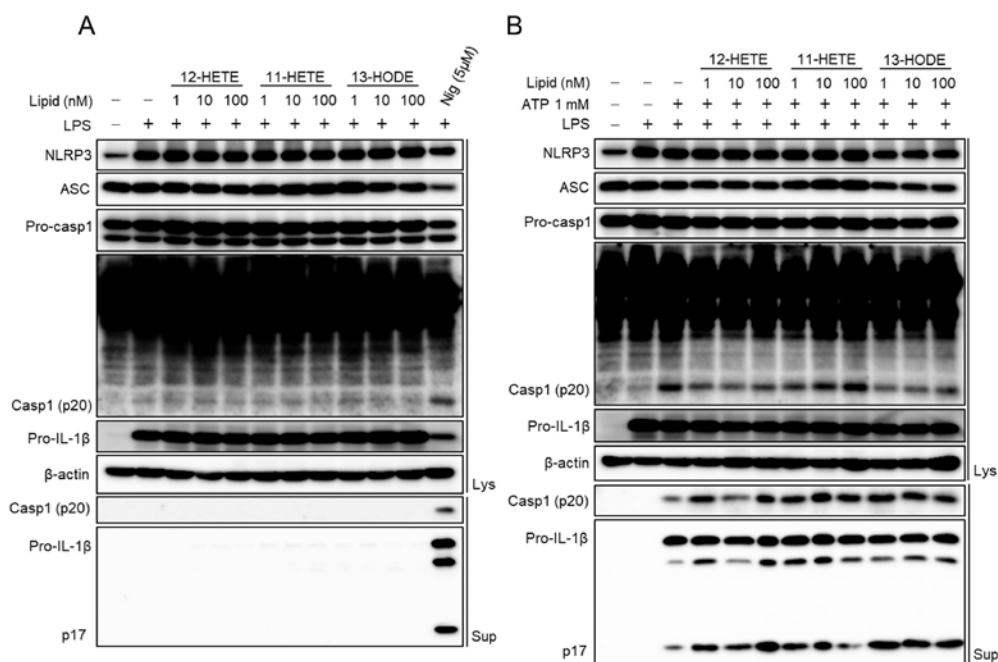 A
12-HETE 11-HETE 13-HODE Nig (5μM)
Lipid (nM) – – 1 10 100 1 10 100 1 10 100
LPS – + + + + + + + + + + +
NLRP3
ASC
Pro-casp1
Casp1 (p20)
Pro-IL-1β
β-actin
Lys
Casp1 (p20)
Pro-IL-1β
p17
Sup
B
12-HETE 11-HETE 13-HODE
Lipid (nM) – – – 1 10 100 1 10 100 1 10 100
ATP 1 mM – – + + + + + + + + + +
LPS – + + + + + + + + + + +
NLRP3
ASC
Pro-casp1
Casp1 (p20)
Pro-IL-1β
β-actin
Lys
Casp1 (p20)
Pro-IL-1β
p17
Sup